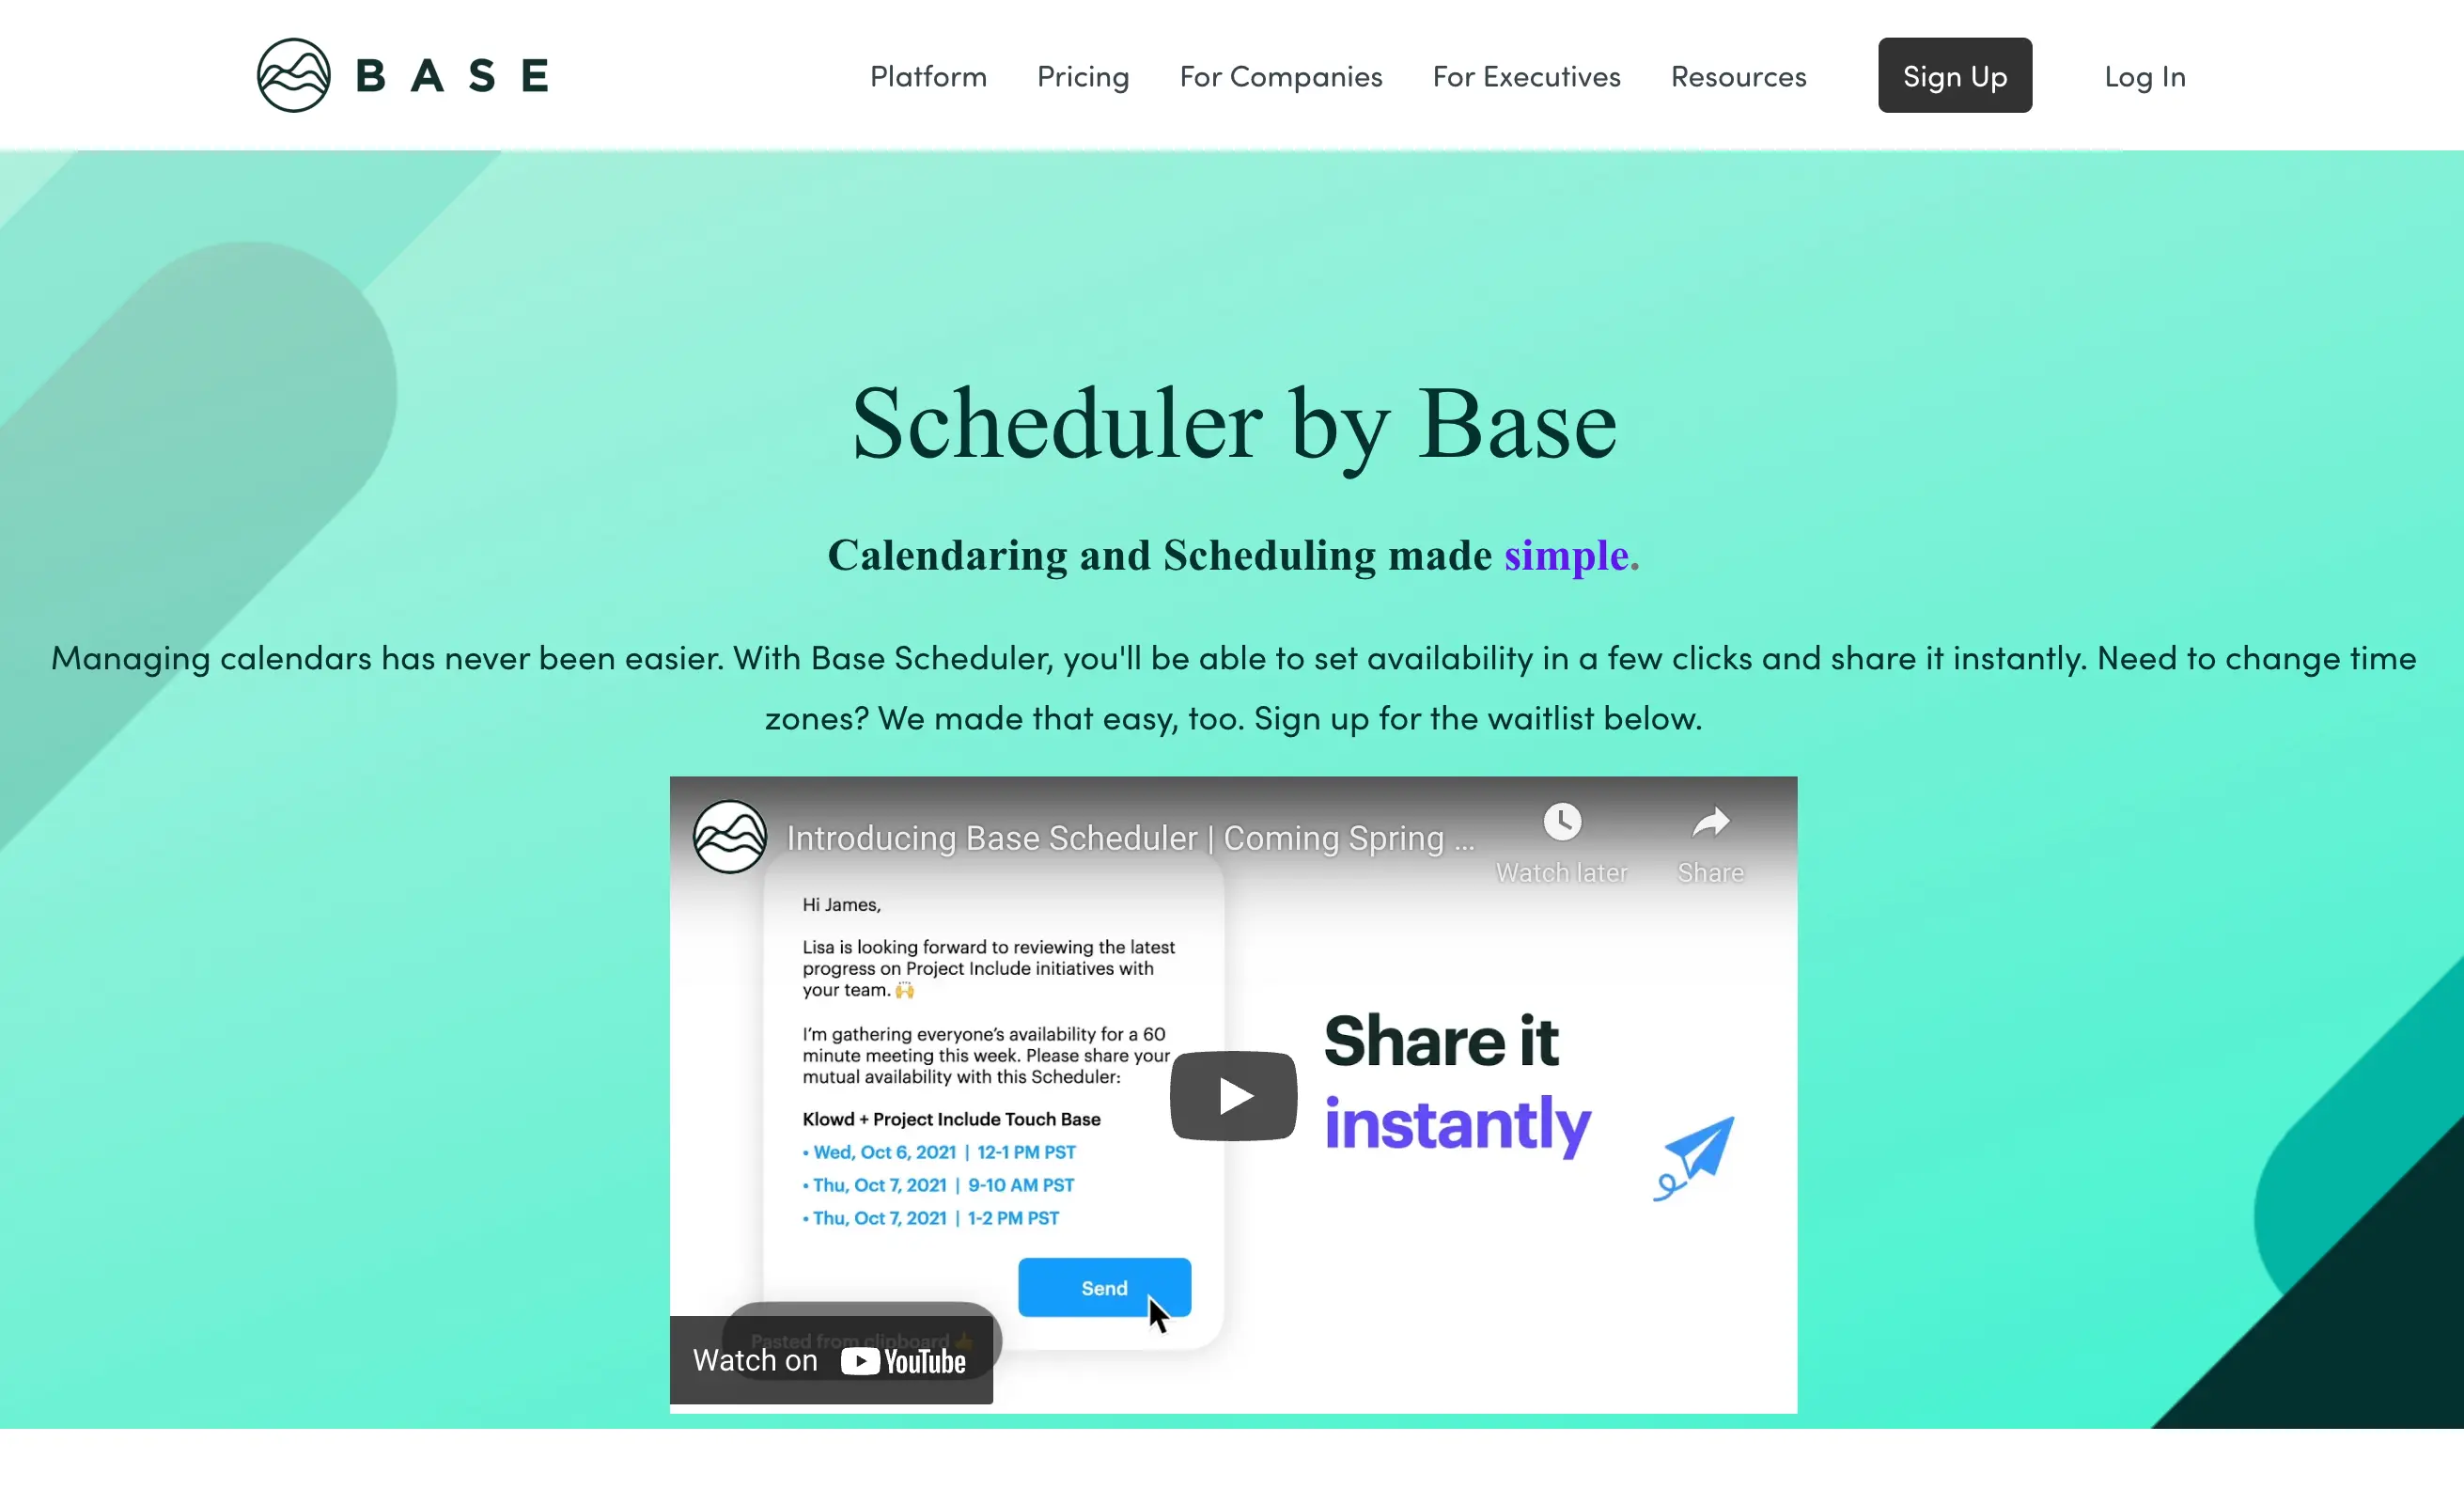 BASE
Platform
Pricing
For Companies
For Executives
Resources
Sign Up
Log In
Scheduler by Base
Calendaring and Scheduling made simple.
Managing calendars has never been easier. With Base Scheduler, you'll be able to set availability in a few clicks and share it instantly. Need to change time
zones? We made that easy, too. Sign up for the waitlist below.
Introducing Base Scheduler | Coming Spring ...
Watch later
Share
Hi James,
Lisa is looking forward to reviewing the latest
progress on Project Include initiatives with
your team. 🙌
I'm gathering everyone's availability for a 60
minute meeting this week. Please share your
mutual availability with this Scheduler:
Klowd + Project Include Touch Base
• Wed, Oct 6, 2021 | 12-1 PM PST
• Thu, Oct 7, 2021 | 9-10 AM PST
• Thu, Oct 7, 2021 | 1-2 PM PST
Send
Share it
instantly
Pasted from clipboard 👍
Watch on YouTube